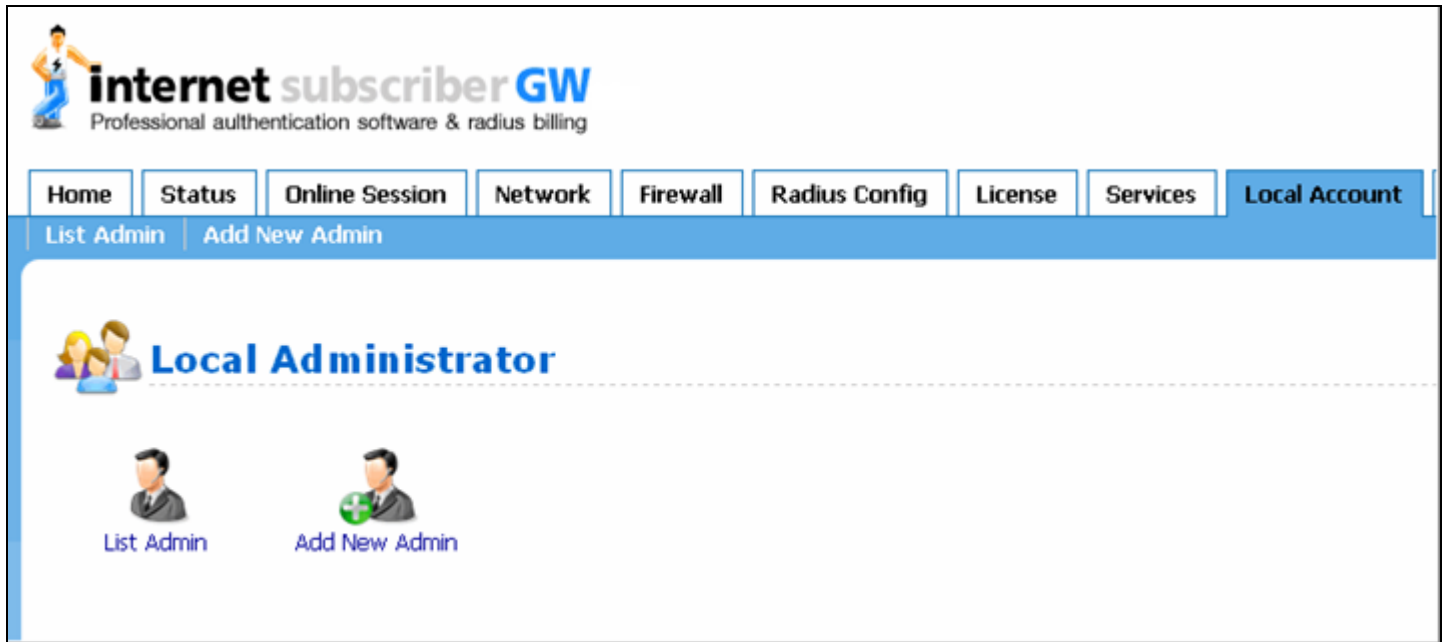 internet subscriber GW
Professional aulthentication software & radius billing
Home Status Online Session Network Firewall Radius Config License Services Local Account
List Admin Add New Admin
Local Administrator
List Admin Add New Admin